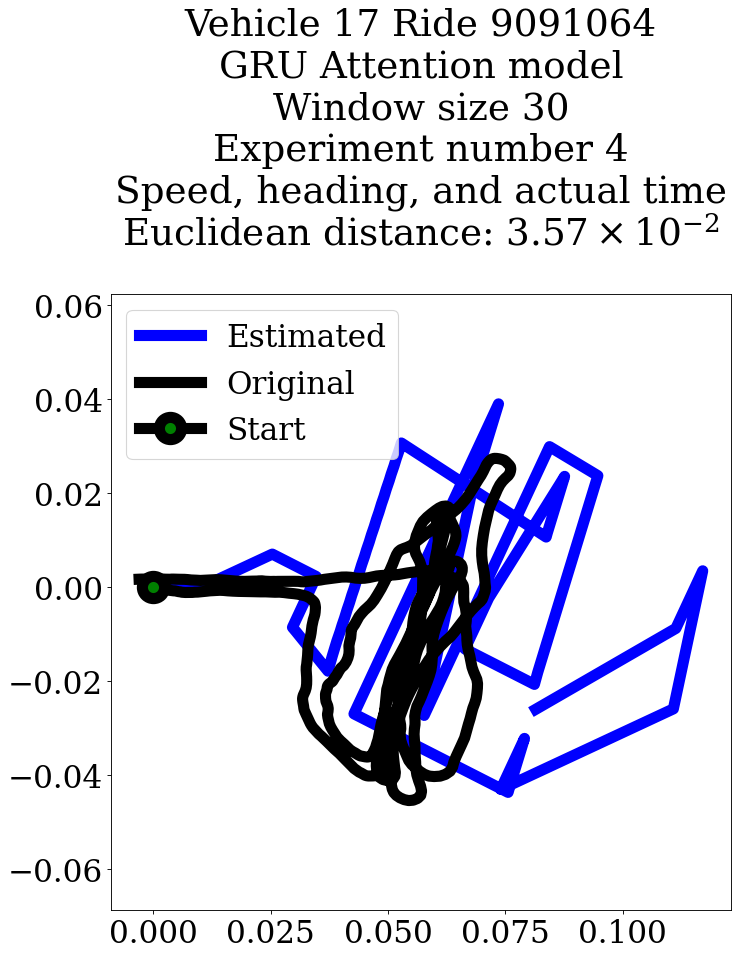 Vehicle 17 Ride 9091064
GRU Attention model
Window size 30
Experiment number 4
Speed, heading, and actual time
Euclidean distance: 3.57 × 10⁻²
Estimated
Original
Start
0.06
0.04
0.02
0.00
−0.02
−0.04
−0.06
0.000 0.025 0.050 0.075 0.100